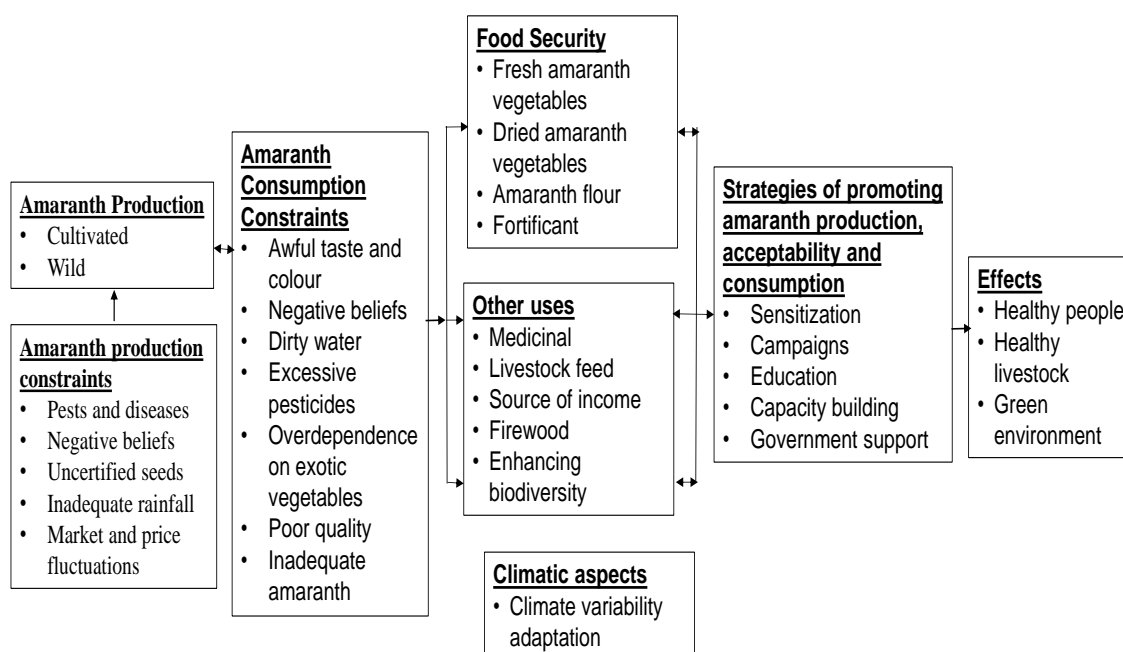 Amaranth Production
• Cultivated
• Wild
Amaranth production
constraints
• Pests and diseases
• Negative beliefs
• Uncertified seeds
• Inadequate rainfall
• Market and price
fluctuations
Amaranth
Consumption
Constraints
• Awful taste and
colour
• Negative beliefs
• Dirty water
• Excessive
pesticides
• Overdependence
on exotic
vegetables
• Poor quality
• Inadequate
amaranth
Food Security
• Fresh amaranth
vegetables
• Dried amaranth
vegetables
• Amaranth flour
• Fortificant
Other uses
• Medicinal
• Livestock feed
• Source of income
• Firewood
• Enhancing
biodiversity
Climatic aspects
• Climate variability
adaptation
Strategies of promoting
amaranth production,
acceptability and
consumption
• Sensitization
• Campaigns
• Education
• Capacity building
• Government support
Effects
• Healthy people
• Healthy
livestock
• Green
environment